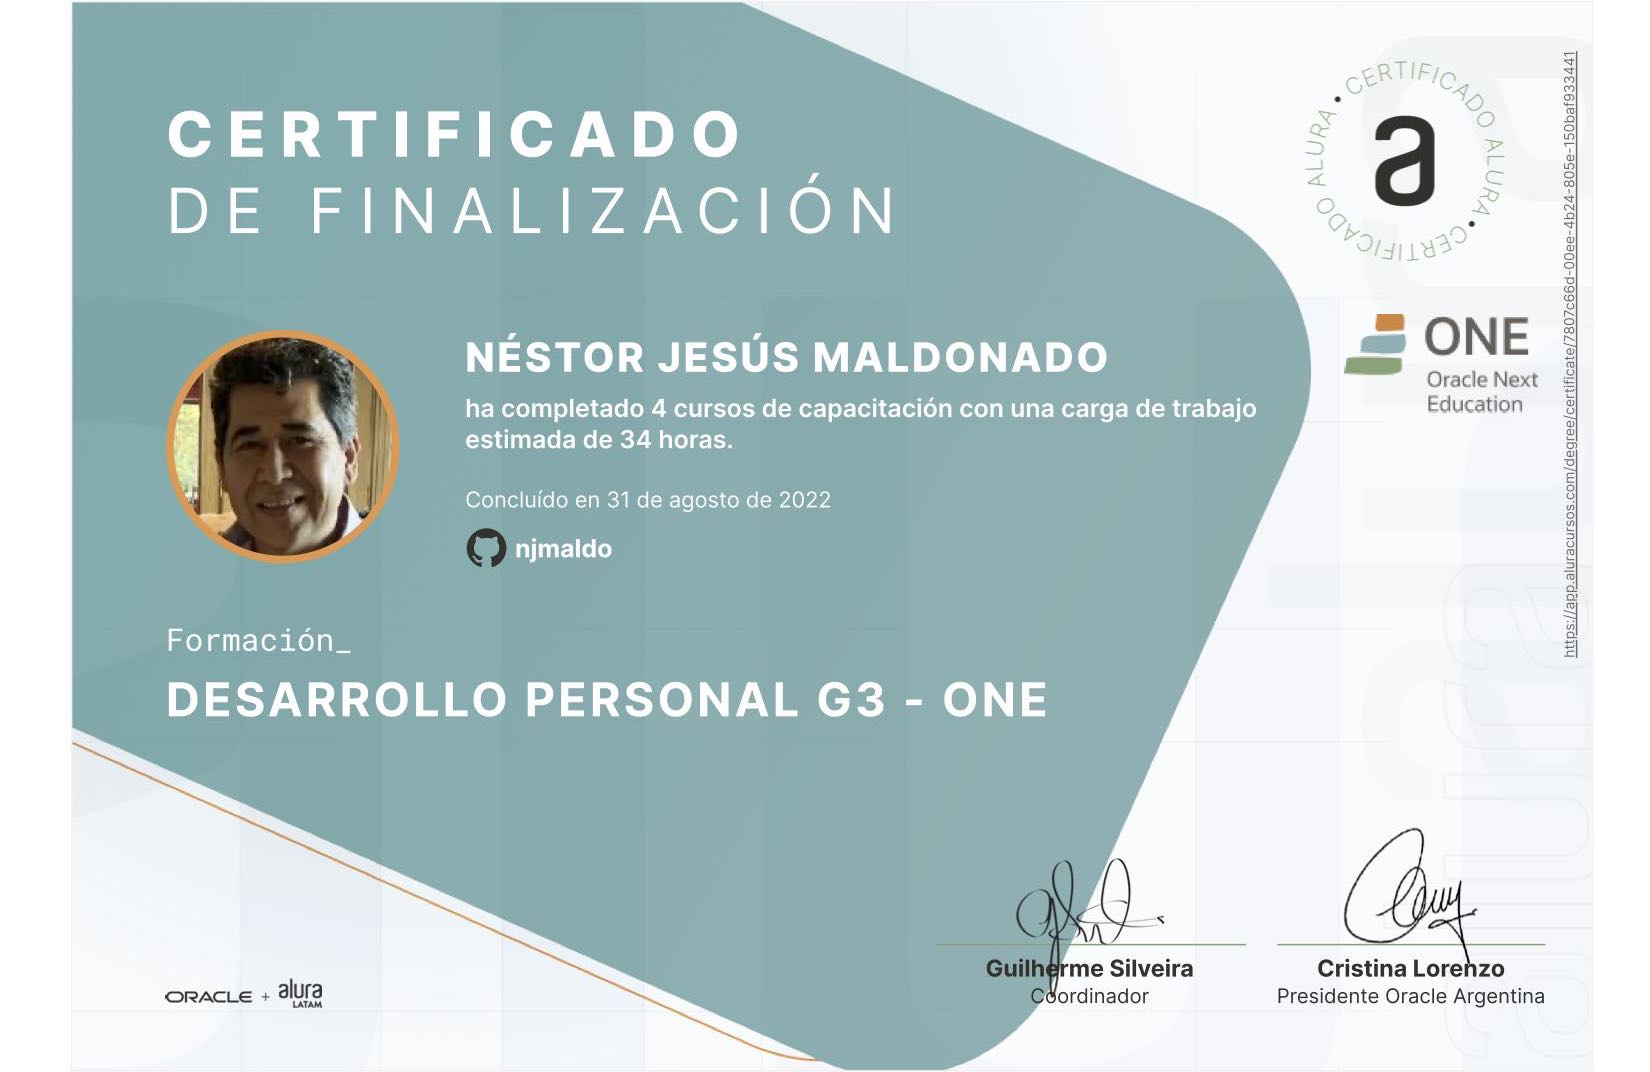 CERTIFICADO
DE FINALIZACIÓN
CERTIFICADO ALURA • CERTIFICADO ALURA •
a
ONE
Oracle Next
Education
https://app.aluracursos.com/degree/certificate/7807c66d-00ee-4b24-805e-150baf933441
NÉSTOR JESÚS MALDONADO
ha completado 4 cursos de capacitación con una carga de trabajo
estimada de 34 horas.
Concluído en 31 de agosto de 2022
njmaldo
Formación_
DESARROLLO PERSONAL G3 - ONE
Guilherme Silveira
Coordinador
Cristina Lorenzo
Presidente Oracle Argentina
ORACLE + alura
LATAM
alura